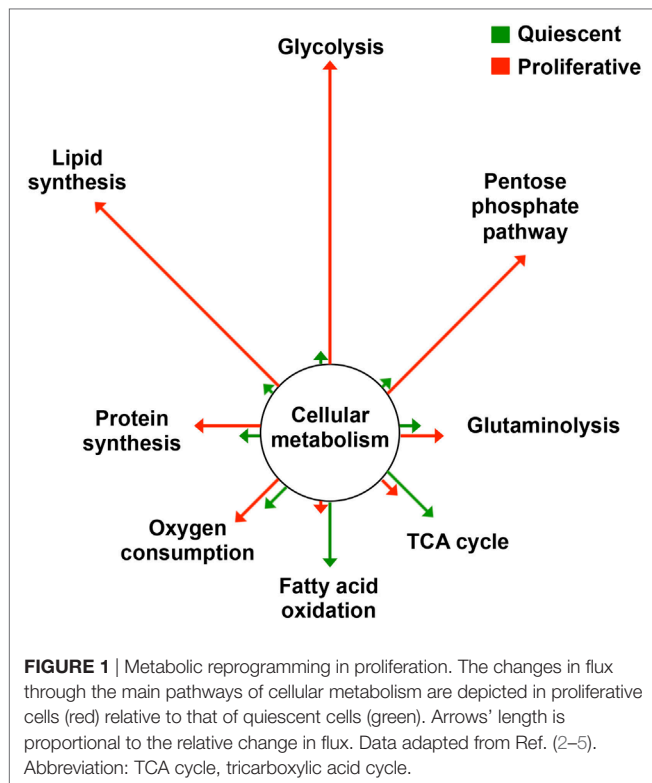 Glycolysis
Quiescent
Proliferative
Lipid
synthesis
Pentose
phosphate
pathway
Protein
synthesis
Cellular
metabolism
Glutaminolysis
Oxygen
consumption
TCA cycle
Fatty acid
oxidation
FIGURE 1 | Metabolic reprogramming in proliferation. The changes in flux
through the main pathways of cellular metabolism are depicted in proliferative
cells (red) relative to that of quiescent cells (green). Arrows’ length is
proportional to the relative change in flux. Data adapted from Ref. (2–5).
Abbreviation: TCA cycle, tricarboxylic acid cycle.